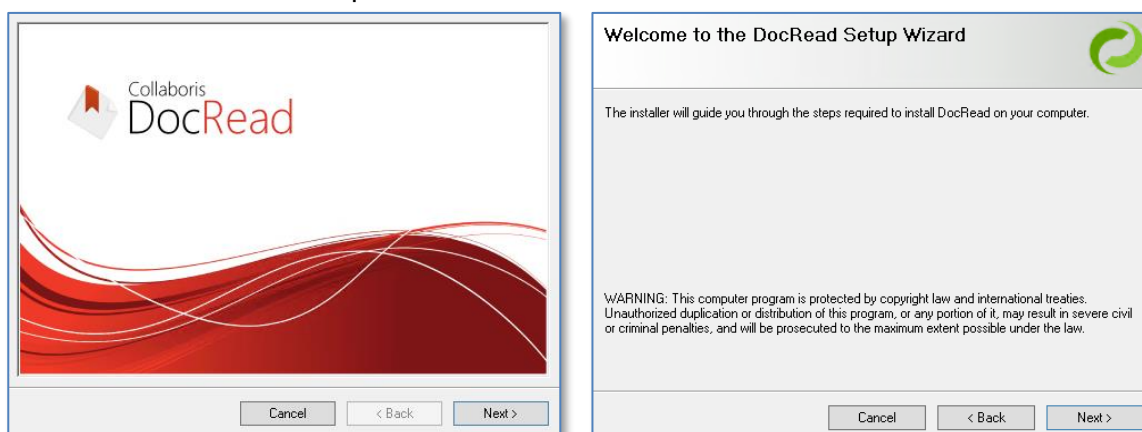 Collaboris
DocRead
Cancel
< Back
Next >
Welcome to the DocRead Setup Wizard
The installer will guide you through the steps required to install DocRead on your computer.
WARNING: This computer program is protected by copyright law and international treaties.
Unauthorized duplication or distribution of this program, or any portion of it, may result in severe civil
or criminal penalties, and will be prosecuted to the maximum extent possible under the law.
Cancel
< Back
Next >